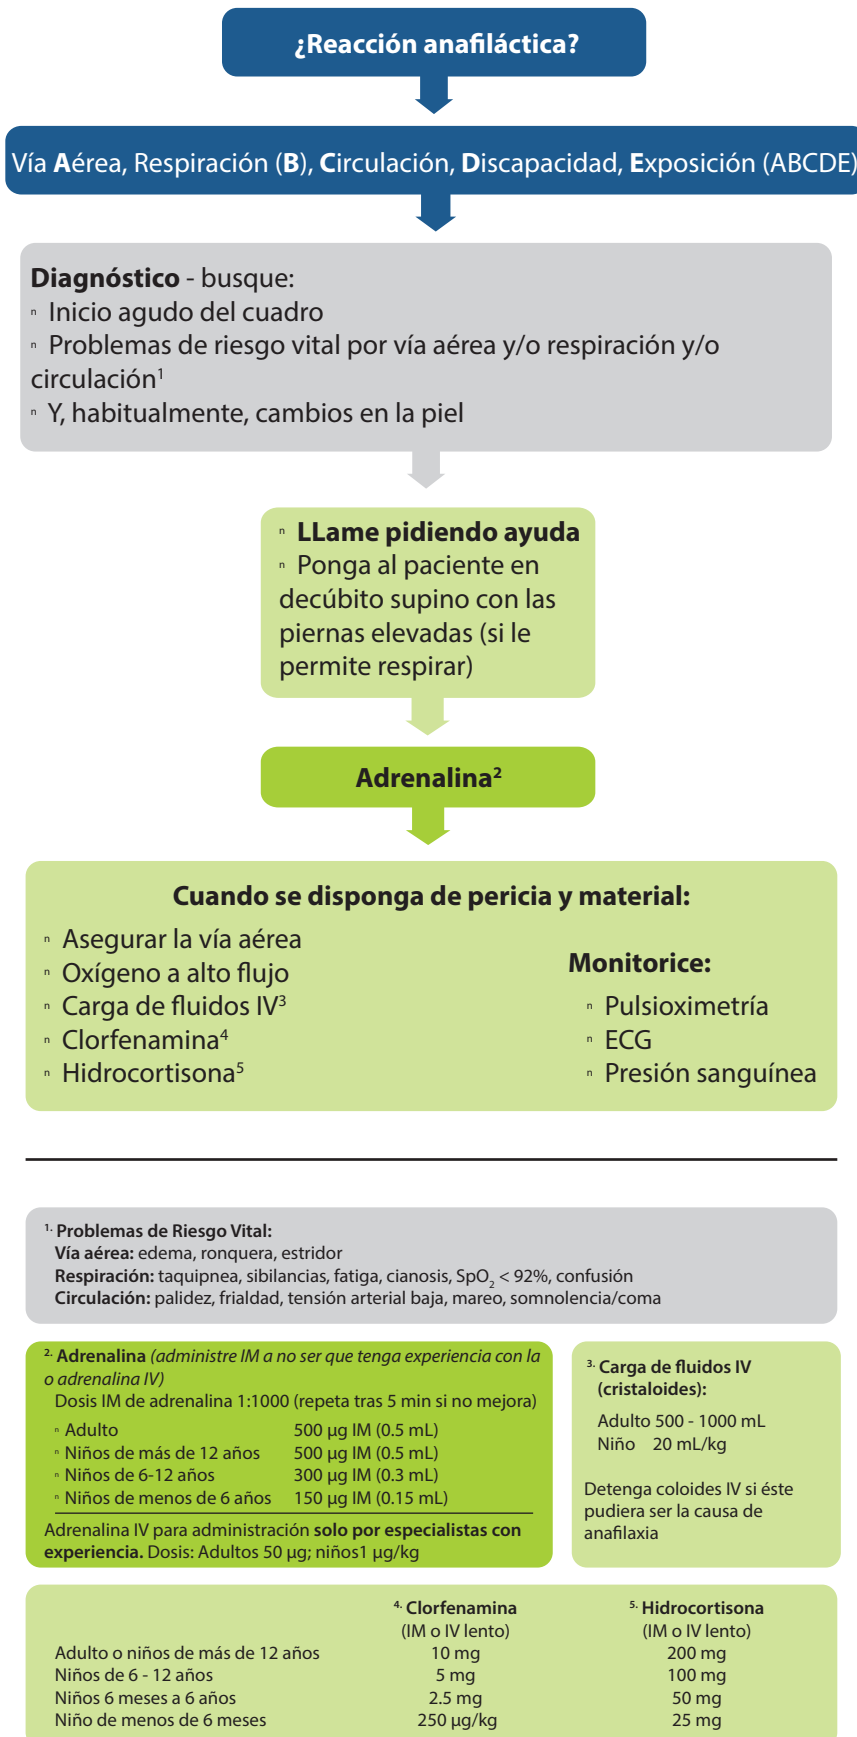 ¿Reacción anafiláctica?
Vía Aérea, Respiración (B), Circulación, Discapacidad, Exposición (ABCDE)
Diagnóstico - busque:
n Inicio agudo del cuadro
n Problemas de riesgo vital por vía aérea y/o respiración y/o
circulación1
n Y, habitualmente, cambios en la piel
n LLame pidiendo ayuda
n Ponga al paciente en
decúbito supino con las
piernas elevadas (si le
permite respirar)
Adrenalina2
Cuando se disponga de pericia y material:
n Asegurar la vía aérea
n Oxígeno a alto flujo
n Carga de fluidos IV3
n Clorfenamina4
n Hidrocortisona5
Monitorice:
n Pulsioximetría
n ECG
n Presión sanguínea
1. Problemas de Riesgo Vital:
Vía aérea: edema, ronquera, estridor
Respiración: taquipnea, sibilancias, fatiga, cianosis, SpO2 < 92%, confusión
Circulación: palidez, frialdad, tensión arterial baja, mareo, somnolencia/coma
2. Adrenalina (administre IM a no ser que tenga experiencia con la
o adrenalina IV)
Dosis IM de adrenalina 1:1000 (repeta tras 5 min si no mejora)
n Adulto 500 µg IM (0.5 mL)
n Niños de más de 12 años 500 µg IM (0.5 mL)
n Niños de 6-12 años 300 µg IM (0.3 mL)
n Niños de menos de 6 años 150 µg IM (0.15 mL)
Adrenalina IV para administración solo por especialistas con
experiencia. Dosis: Adultos 50 µg; niños1 µg/kg
3. Carga de fluidos IV
(cristaloides):
Adulto 500 - 1000 mL
Niño 20 mL/kg
Detenga coloides IV si éste
pudiera ser la causa de
anafilaxia
4. Clorfenamina 5. Hidrocortisona
(IM o IV lento) (IM o IV lento)
Adulto o niños de más de 12 años 10 mg 200 mg
Niños de 6 - 12 años 5 mg 100 mg
Niños 6 meses a 6 años 2.5 mg 50 mg
Niño de menos de 6 meses 250 µg/kg 25 mg